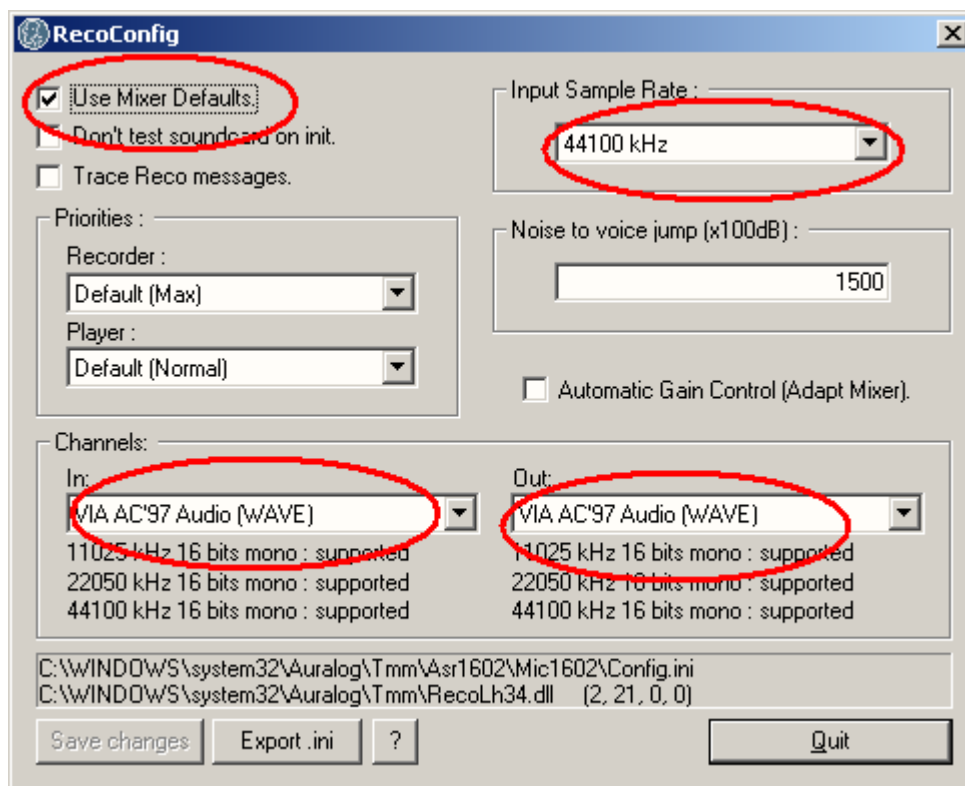 RecoConfig
Use Mixer Defaults.
Don't test soundcard on init.
Trace Reco messages.
Input Sample Rate :
44100 kHz
Priorities :
Recorder :
Default (Max)
Player :
Default (Normal)
Noise to voice jump (x100dB) :
1500
Automatic Gain Control (Adapt Mixer).
Channels:
In:
VIA AC'97 Audio (WAVE)
11025 kHz 16 bits mono : supported
22050 kHz 16 bits mono : supported
44100 kHz 16 bits mono : supported
Out:
VIA AC'97 Audio (WAVE)
11025 kHz 16 bits mono : supported
22050 kHz 16 bits mono : supported
44100 kHz 16 bits mono : supported
C:\WINDOWS\system32\Auralog\Tmm\Asr1602\Mic1602\Config.ini
C:\WINDOWS\system32\Auralog\Tmm\RecoLh34.dll (2, 21, 0, 0)
Save changes
Export .ini
?
Quit